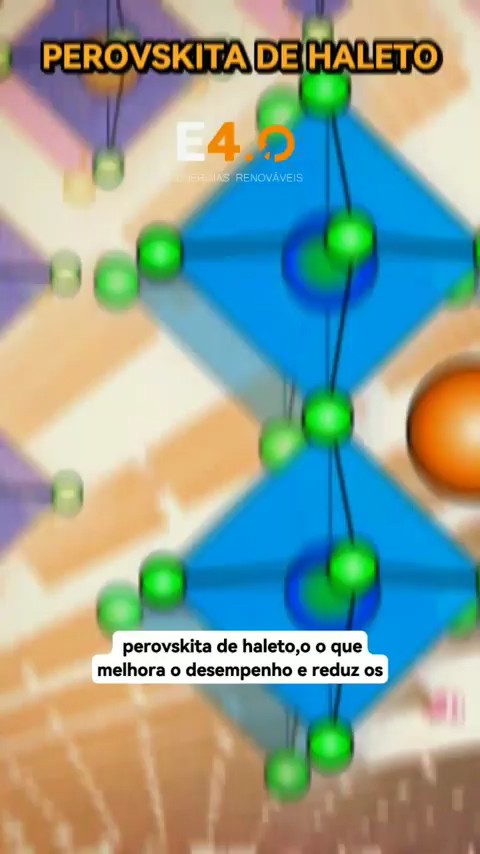 PEROVSKITA DE HALETO
E4.0
ENERGIAS RENOVÁVEIS
perovskita de haleto,o o que
melhora o desempenho e reduz os